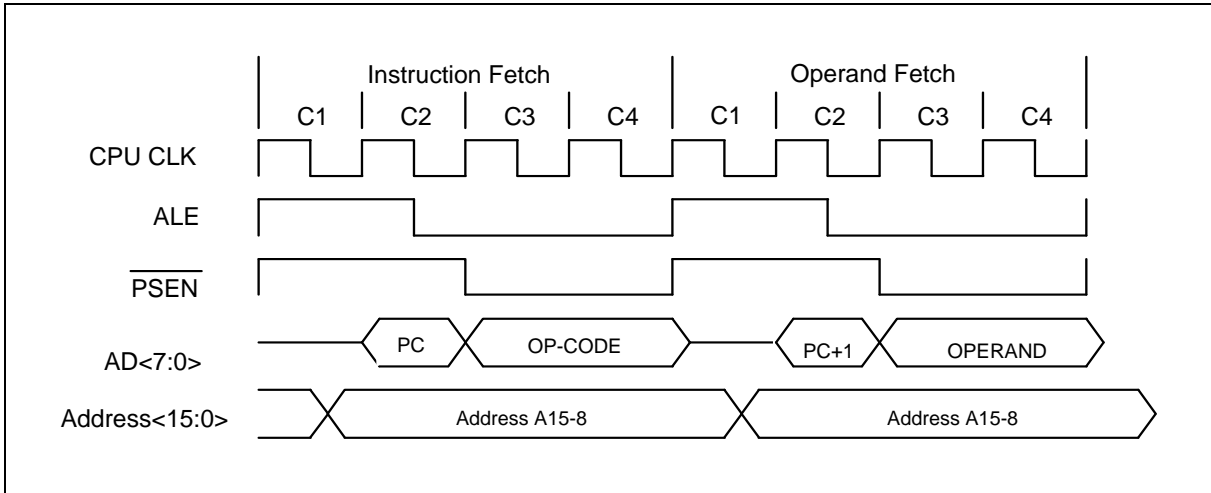 Instruction Fetch Operand Fetch
C1 C2 C3 C4 C1 C2 C3 C4
CPU CLK
ALE
PSEN
AD<7:0> PC OP-CODE PC+1 OPERAND
Address<15:0> Address A15-8 Address A15-8